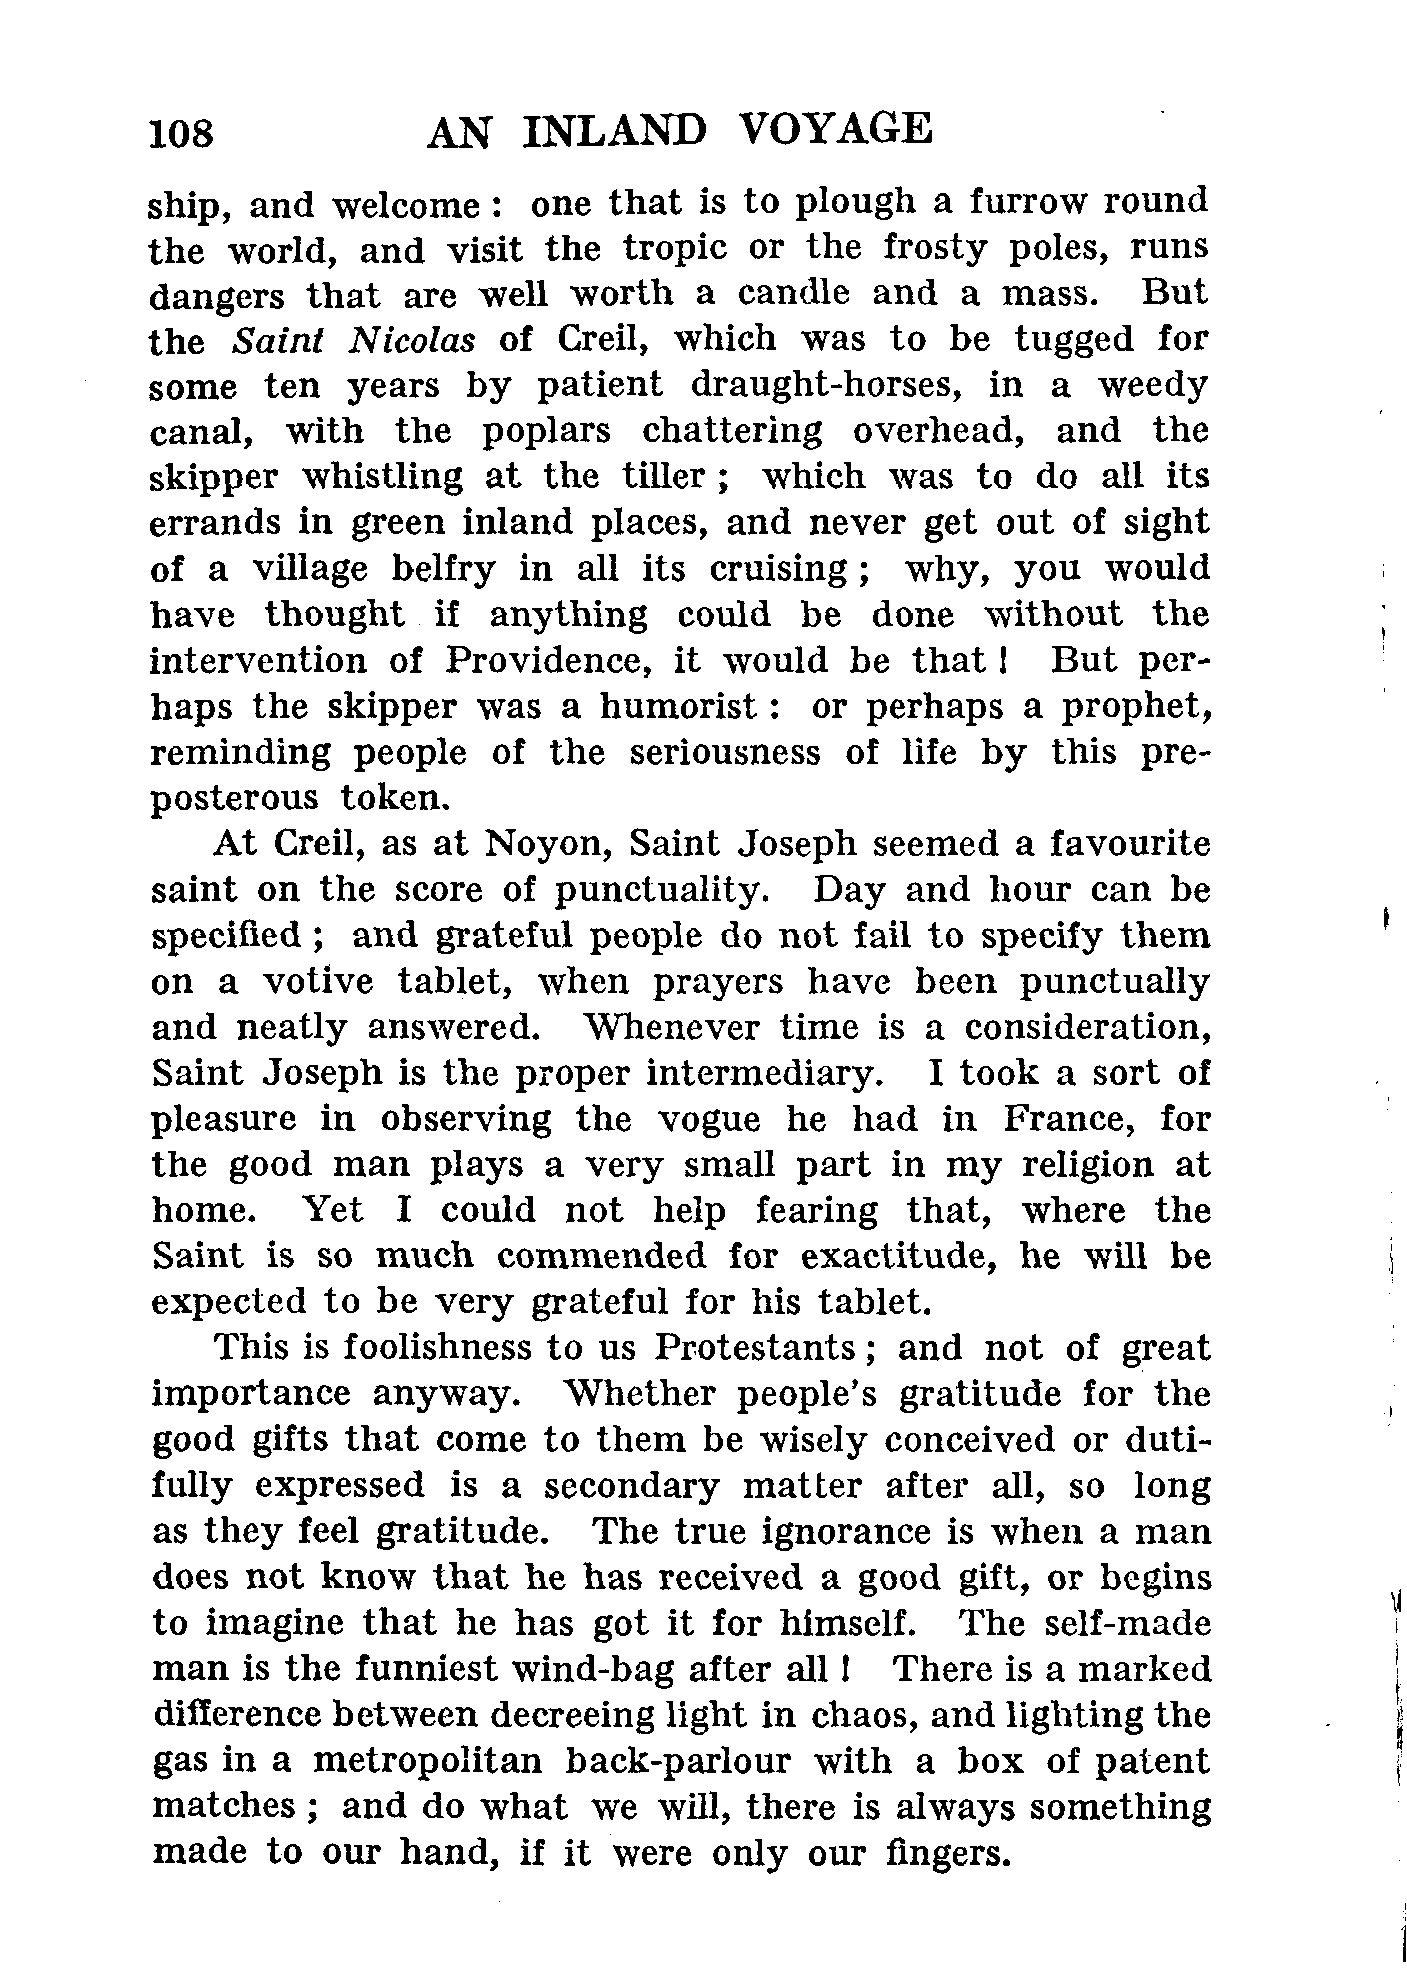 108 AN INLAND VOYAGE
ship, and welcome : one that is to plough a furrow round
the world, and visit the tropic or the frosty poles, runs
dangers that are well worth a candle and a mass. But
the Saint Nicolas of Creil, which was to be tugged for
some ten years by patient draught-horses, in a weedy
canal, with the poplars chattering overhead, and the
skipper whistling at the tiller ; which was to do all its
errands in green inland places, and never get out of sight
of a village belfry in all its cruising ; why, you would
have thought if anything could be done without the
intervention of Providence, it would be that ! But per-
haps the skipper was a humorist : or perhaps a prophet,
reminding people of the seriousness of life by this pre-
posterous token.
At Creil, as at Noyon, Saint Joseph seemed a favourite
saint on the score of punctuality. Day and hour can be
specified ; and grateful people do not fail to specify them
on a votive tablet, when prayers have been punctually
and neatly answered. Whenever time is a consideration,
Saint Joseph is the proper intermediary. I took a sort of
pleasure in observing the vogue he had in France, for
the good man plays a very small part in my religion at
home. Yet I could not help fearing that, where the
Saint is so much commended for exactitude, he will be
expected to be very grateful for his tablet.
This is foolishness to us Protestants ; and not of great
importance anyway. Whether people's gratitude for the
good gifts that come to them be wisely conceived or duti-
fully expressed is a secondary matter after all, so long
as they feel gratitude. The true ignorance is when a man
does not know that he has received a good gift, or begins
to imagine that he has got it for himself. The self-made
man is the funniest wind-bag after all ! There is a marked
difference between decreeing light in chaos, and lighting the
gas in a metropolitan back-parlour with a box of patent
matches ; and do what we will, there is always something
made to our hand, if it were only our fingers.